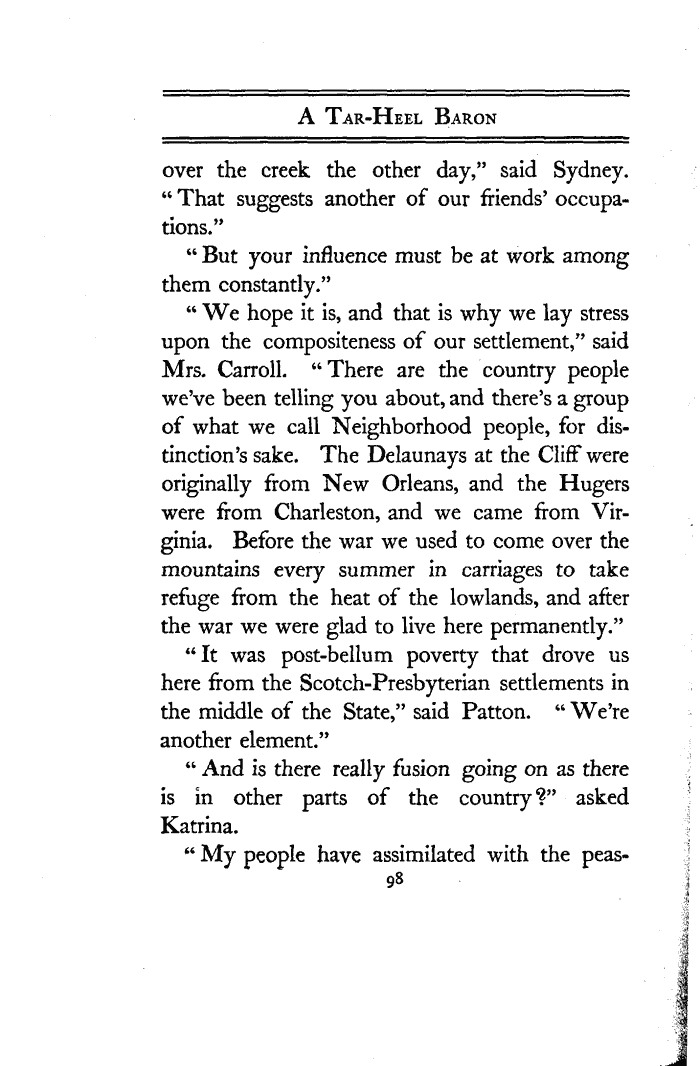 A Tar-Heel Baron
over the creek the other day,” said Sydney.
“That suggests another of our friends’ occupa-
tions.”
“But your influence must be at work among
them constantly.”
“We hope it is, and that is why we lay stress
upon the compositeness of our settlement,” said
Mrs. Carroll. “There are the country people
we’ve been telling you about, and there’s a group
of what we call Neighborhood people, for dis-
tinction’s sake. The Delaunays at the Cliff were
originally from New Orleans, and the Hugers
were from Charleston, and we came from Vir-
ginia. Before the war we used to come over the
mountains every summer in carriages to take
refuge from the heat of the lowlands, and after
the war we were glad to live here permanently.”
“It was post-bellum poverty that drove us
here from the Scotch-Presbyterian settlements in
the middle of the State,” said Patton. “We’re
another element.”
“And is there really fusion going on as there
is in other parts of the country?” asked
Katrina.
“My people have assimilated with the peas-
98